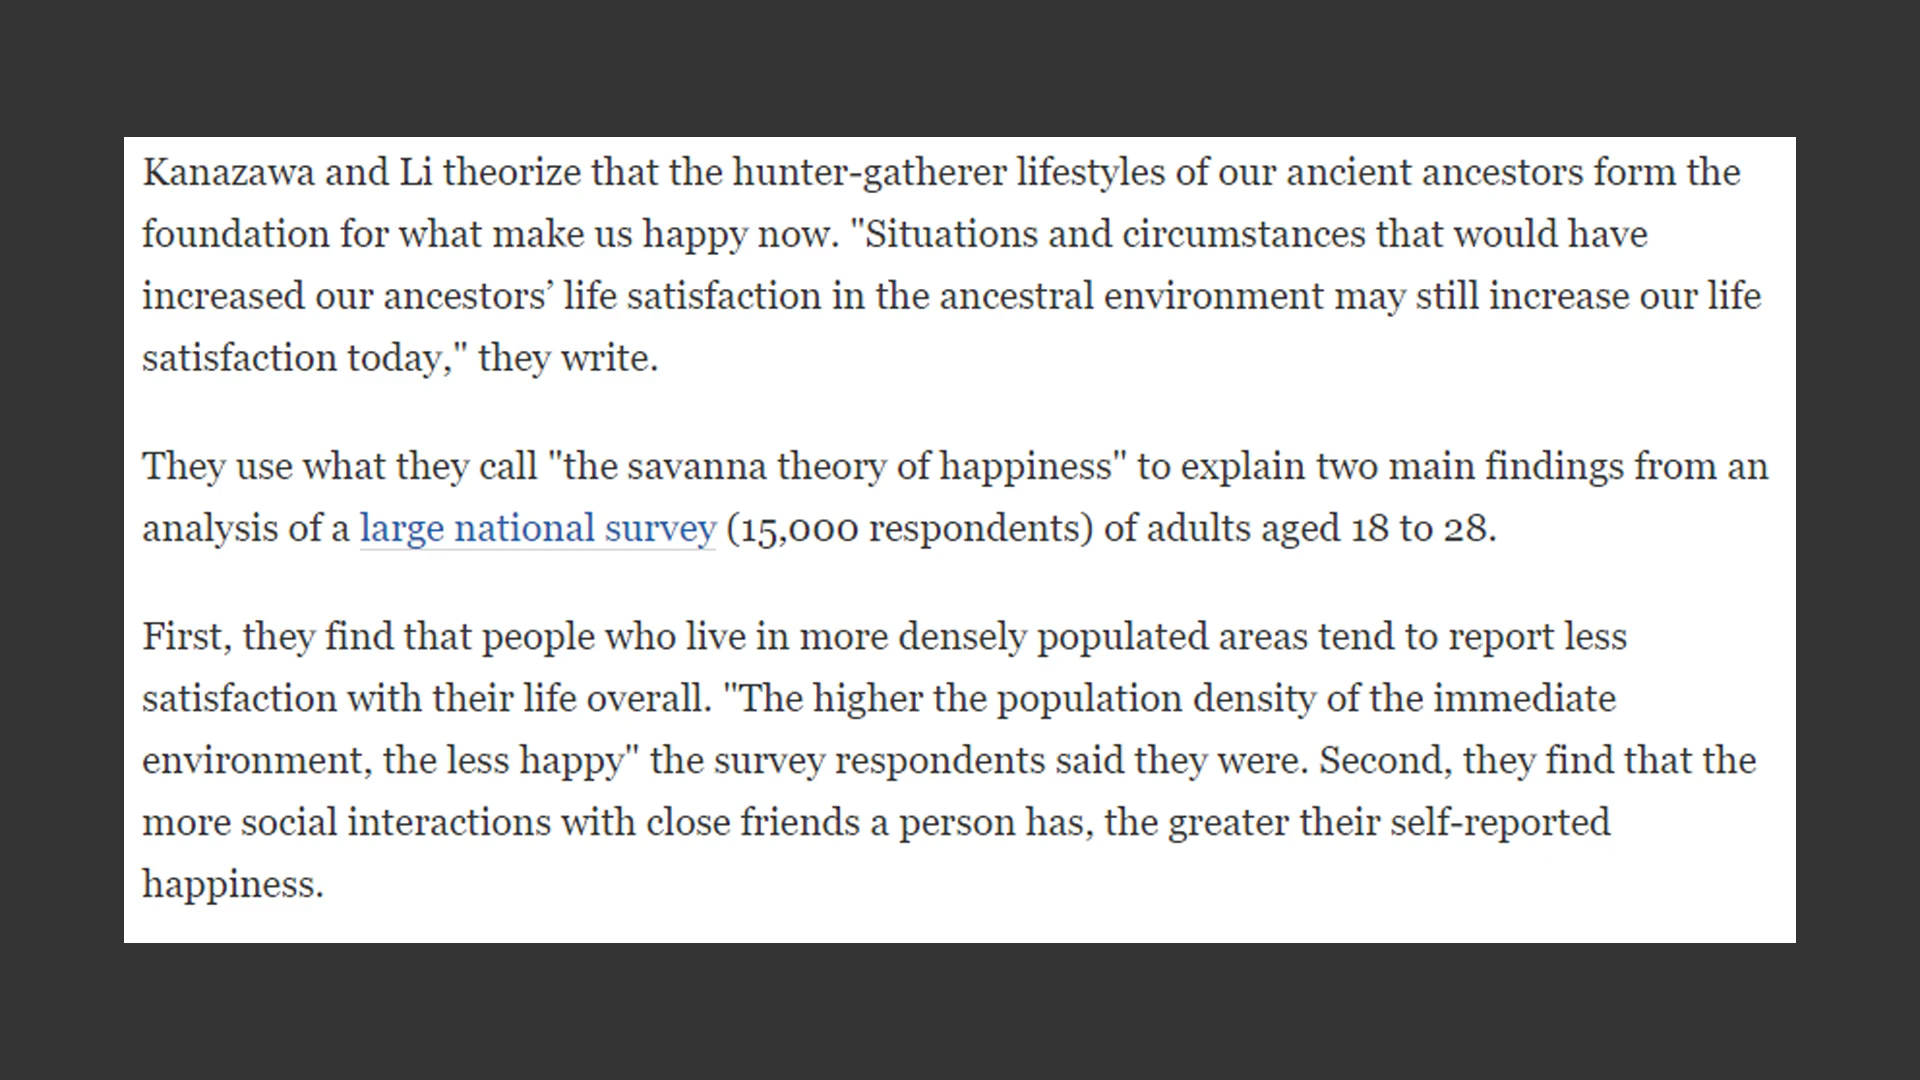 Kanazawa and Li theorize that the hunter-gatherer lifestyles of our ancient ancestors form the
foundation for what make us happy now. "Situations and circumstances that would have
increased our ancestors’ life satisfaction in the ancestral environment may still increase our life
satisfaction today," they write.
They use what they call "the savanna theory of happiness" to explain two main findings from an
analysis of a large national survey (15,000 respondents) of adults aged 18 to 28.
First, they find that people who live in more densely populated areas tend to report less
satisfaction with their life overall. "The higher the population density of the immediate
environment, the less happy" the survey respondents said they were. Second, they find that the
more social interactions with close friends a person has, the greater their self-reported
happiness.